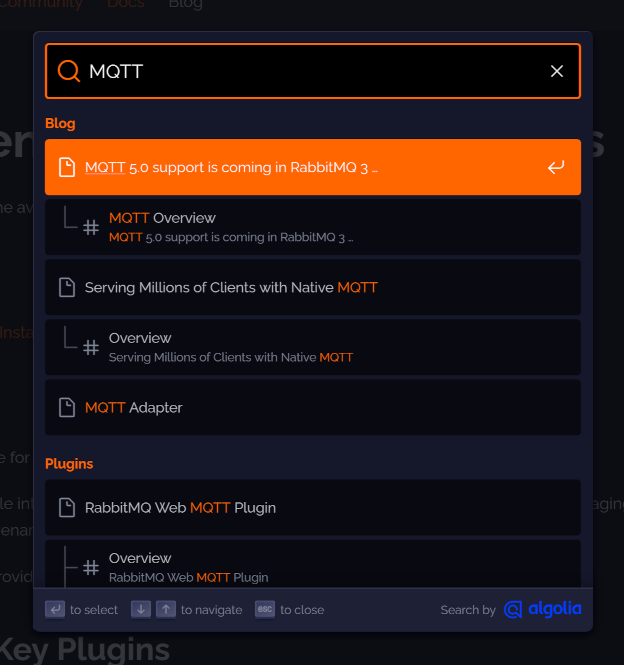 Community Docs Blog
MQTT
Blog
MQTT 5.0 support is coming in RabbitMQ 3 …
MQTT Overview
MQTT 5.0 support is coming in RabbitMQ 3 …
Serving Millions of Clients with Native MQTT
Overview
Serving Millions of Clients with Native MQTT
MQTT Adapter
Plugins
RabbitMQ Web MQTT Plugin
Overview
RabbitMQ Web MQTT Plugin
to select to navigate esc to close Search by algolia
Key Plugins